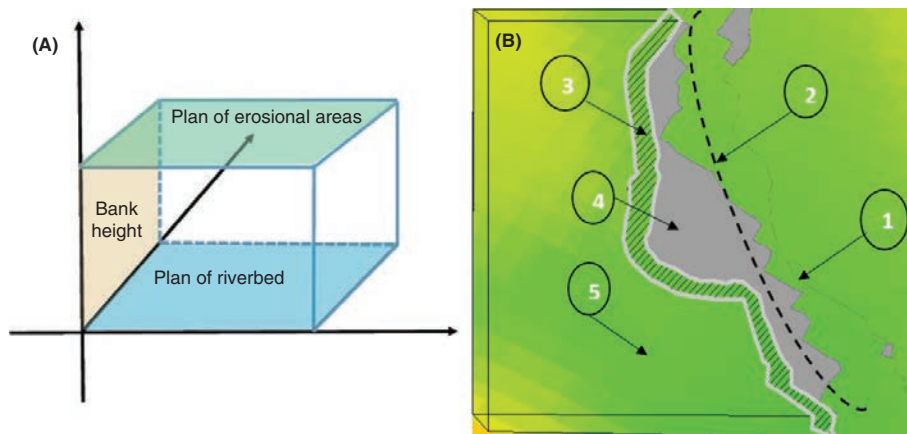 (A)
Plan of erosional areas
Bank
height
Plan of riverbed
(B)
3
2
4
1
5